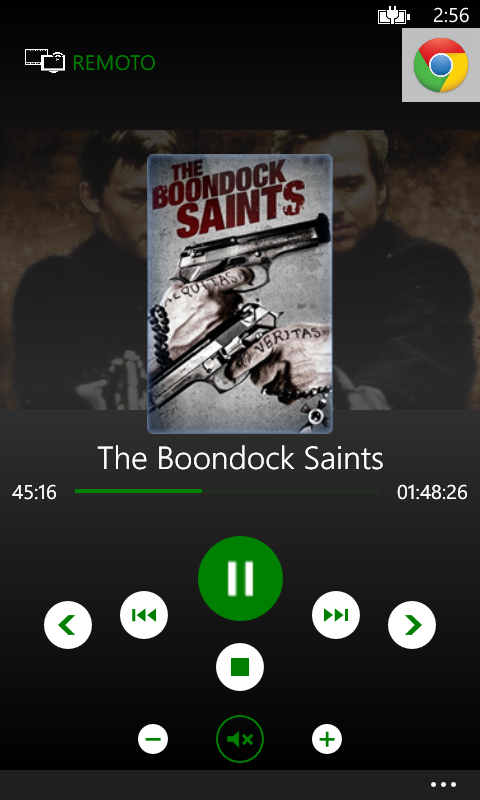 2:56
REMOTO
THE
BOONDOCK
SAINTS
AEQUITAS
VERITAS
The Boondock Saints
45:16
01:48:26